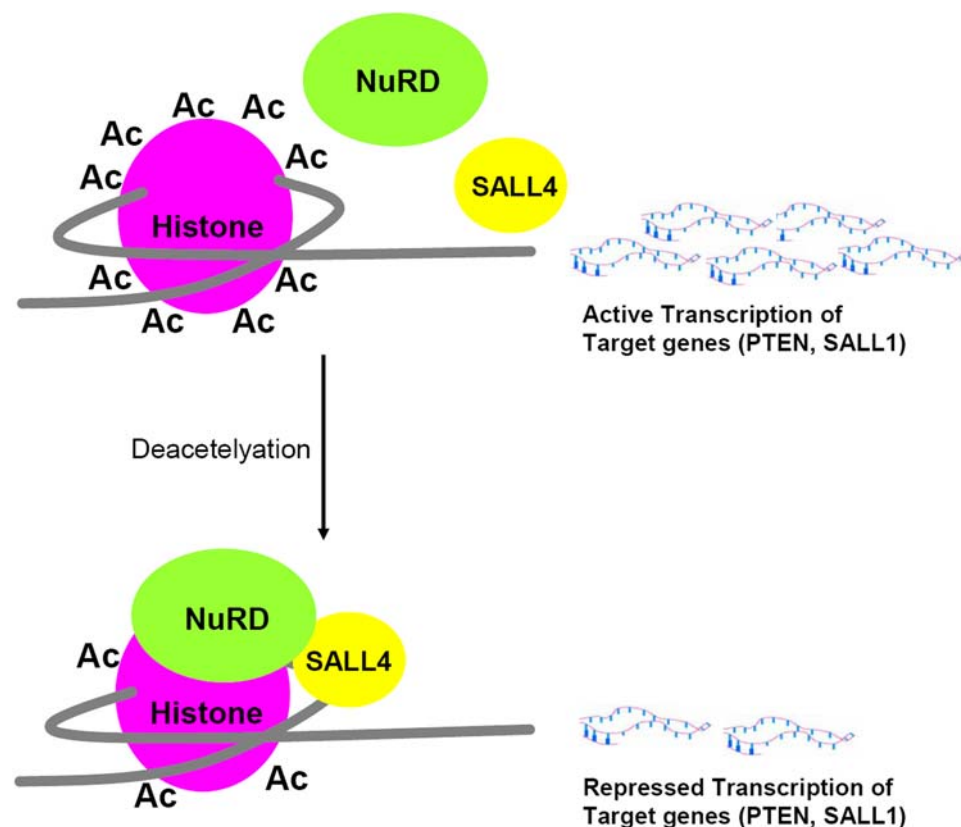 NuRD
Ac
Ac
Ac
Ac
Ac
Ac
SALL4
Histone
Ac
Ac
Ac
Ac
Active Transcription of
Target genes (PTEN, SALL1)
Deacetelyation
NuRD
Ac
SALL4
Histone
Ac
Ac
Repressed Transcription of
Target genes (PTEN, SALL1)